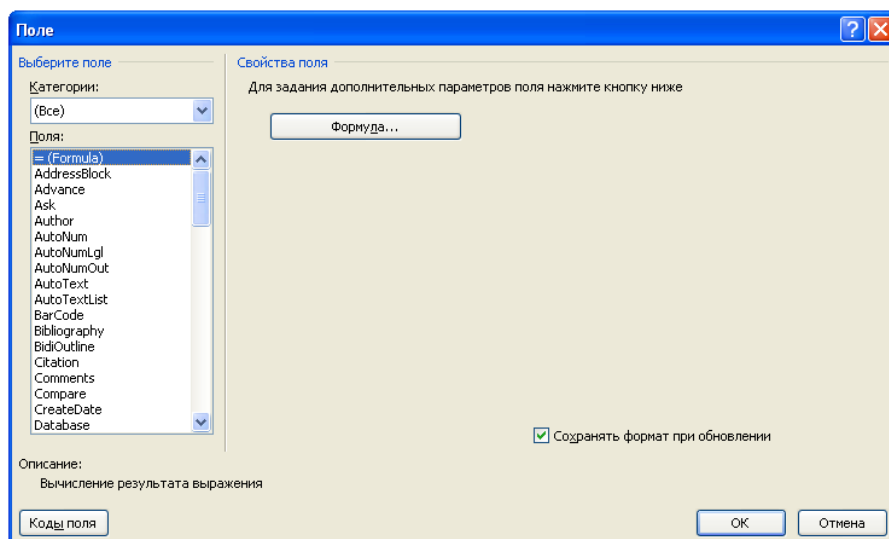 Поле
Выберите поле
Категории:
(Все)
Поля:
= (Formula)
AddressBlock
Advance
Ask
Author
AutoNum
AutoNumLgl
AutoNumOut
AutoText
AutoTextList
BarCode
Bibliography
BidiOutline
Citation
Comments
Compare
CreateDate
Database
Свойства поля
Для задания дополнительных параметров поля нажмите кнопку ниже
Формула...
Сохранять формат при обновлении
Описание:
Вычисление результата выражения
Коды поля
ОК
Отмена